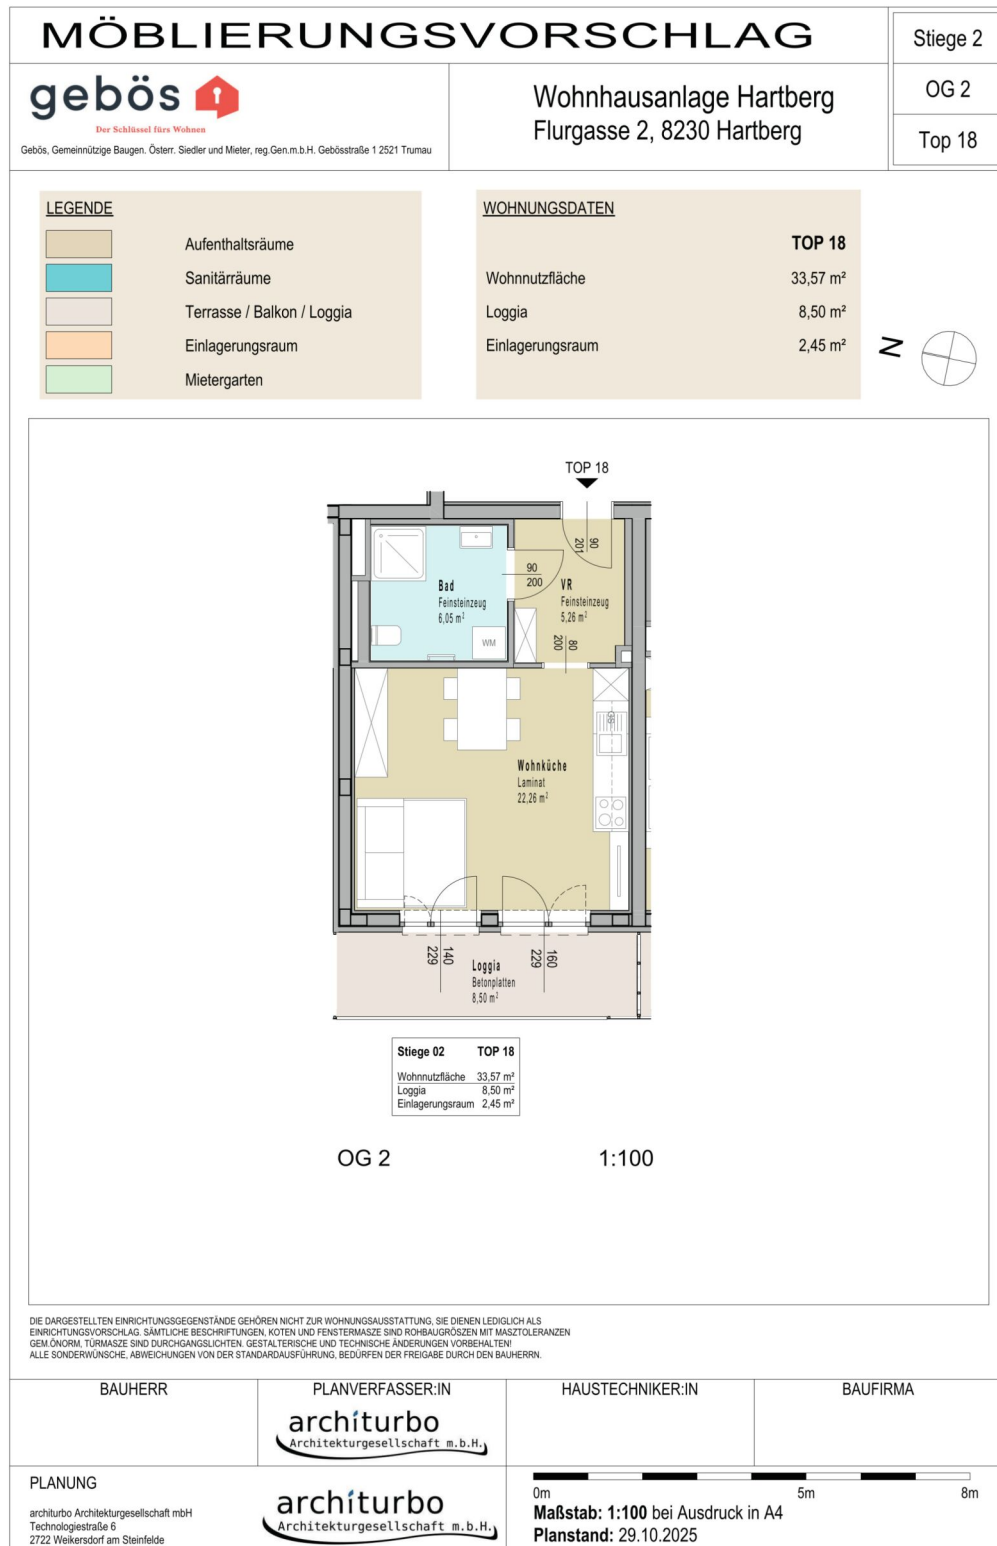 MÖBLIERUNGSVORSCHLAG
Stiege 2
OG 2
Top 18
gebös
Der Schlüssel fürs Wohnen
Gebös, Gemeinnützige Baugen. Österr. Siedler und Mieter, reg.Gen.m.b.H. Gebösstraße 1 2521 Trumau
Wohnhausanlage Hartberg
Flurgasse 2, 8230 Hartberg
LEGENDE
Aufenthaltsräume
Sanitärräume
Terrasse / Balkon / Loggia
Einlagerungsraum
Mietergarten
WOHNUNGSDATEN
TOP 18
Wohnnutzfläche 33,57 m²
Loggia 8,50 m²
Einlagerungsraum 2,45 m²
N
TOP 18
90
201
90
200
Bad
Feinsteinzeug
6,05 m²
VR
Feinsteinzeug
5,26 m²
WM
80
200
GS
Wohnküche
Laminat
22,26 m²
140
229
160
229
Loggia
Betonplatten
8,50 m²
Stiege 02 TOP 18
Wohnnutzfläche 33,57 m²
Loggia 8,50 m²
Einlagerungsraum 2,45 m²
OG 2 1:100
DIE DARGESTELLTEN EINRICHTUNGSGEGENSTÄNDE GEHÖREN NICHT ZUR WOHNUNGSAUSSTATTUNG, SIE DIENEN LEDIGLICH ALS
EINRICHTUNGSVORSCHLAG. SÄMTLICHE BESCHRIFTUNGEN, KOTEN UND FENSTERMASZE SIND ROHBAUGRÖSZEN MIT MASZTOLERANZEN
GEM.ÖNORM, TÜRMASZE SIND DURCHGANGSLICHTEN. GESTALTERISCHE UND TECHNISCHE ÄNDERUNGEN VORBEHALTEN!
ALLE SONDERWÜNSCHE, ABWEICHUNGEN VON DER STANDARDAUSFÜHRUNG, BEDÜRFEN DER FREIGABE DURCH DEN BAUHERRN.
BAUHERR
PLANVERFASSER:IN
architurbo
Architekturgesellschaft m.b.H.
HAUSTECHNIKER:IN
BAUFIRMA
PLANUNG
architurbo Architekturgesellschaft mbH
Technologiestraße 6
2722 Weikersdorf am Steinfelde
architurbo
Architekturgesellschaft m.b.H.
0m 5m 8m
Maßstab: 1:100 bei Ausdruck in A4
Planstand: 29.10.2025